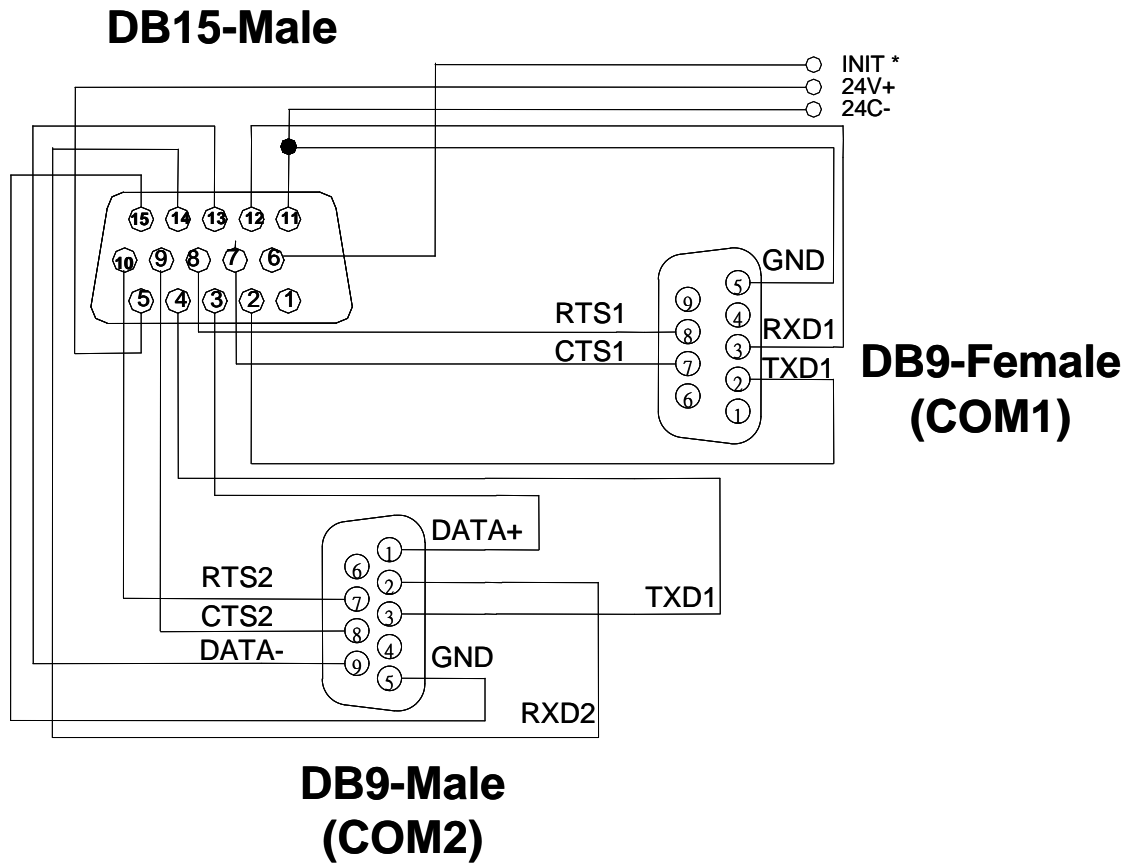 DB15-Male
INIT *
24V+
24C-
15 14 13 12 11
10 9 8 7 6
5 4 3 2 1
GND
RTS1
RXD1
CTS1
TXD1
9 8 7 6
5 4 3 2 1
DB9-Female
(COM1)
DATA+
RTS2
TXD1
CTS2
DATA-
GND
RXD2
6 7 8 9
1 2 3 4 5
DB9-Male
(COM2)